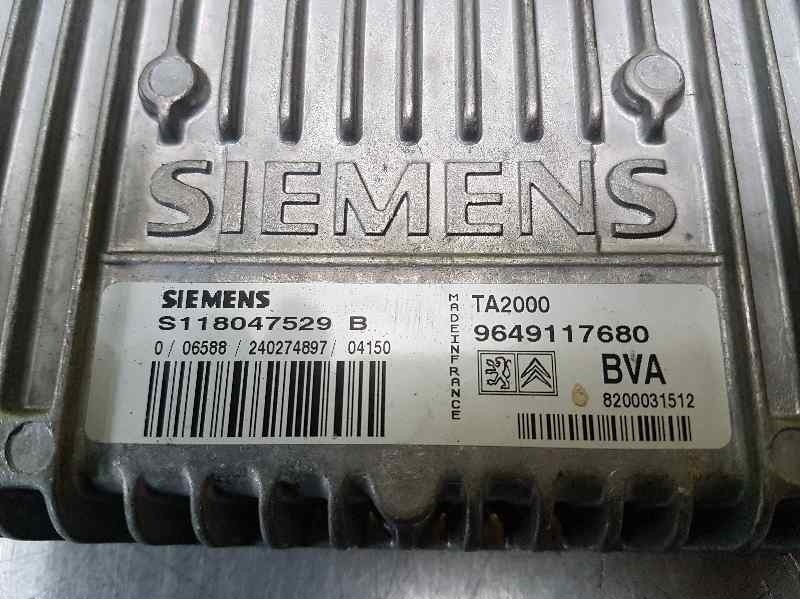 SIEMENS
SIEMENS
S118047529 B
0/ 06588 / 240274897/ 04150
MADEINFRANCE
TA2000
9649117680
BVA
8200031512